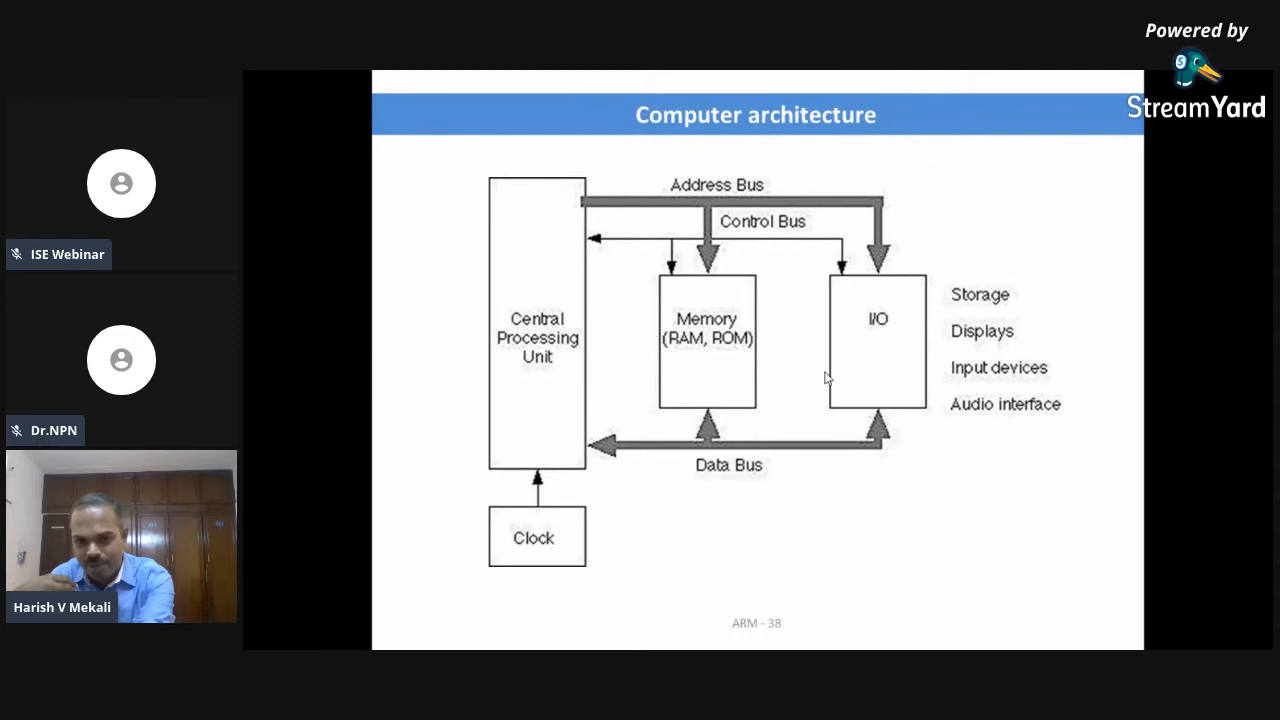 Powered by
StreamYard
Computer architecture
Address Bus
Control Bus
Central
Processing
Unit
Memory
(RAM, ROM)
I/O
Storage
Displays
Input devices
Audio interface
Data Bus
Clock
ARM - 38
ISE Webinar
Dr.NPN
Harish V Mekali